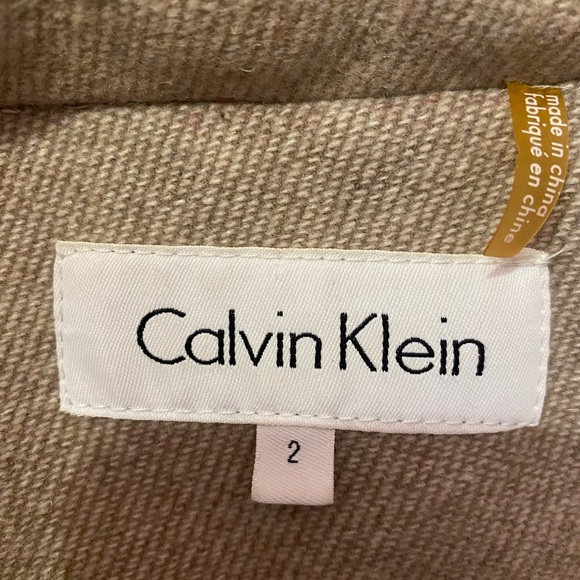 made in china
fabriqué en chine
Calvin Klein
2